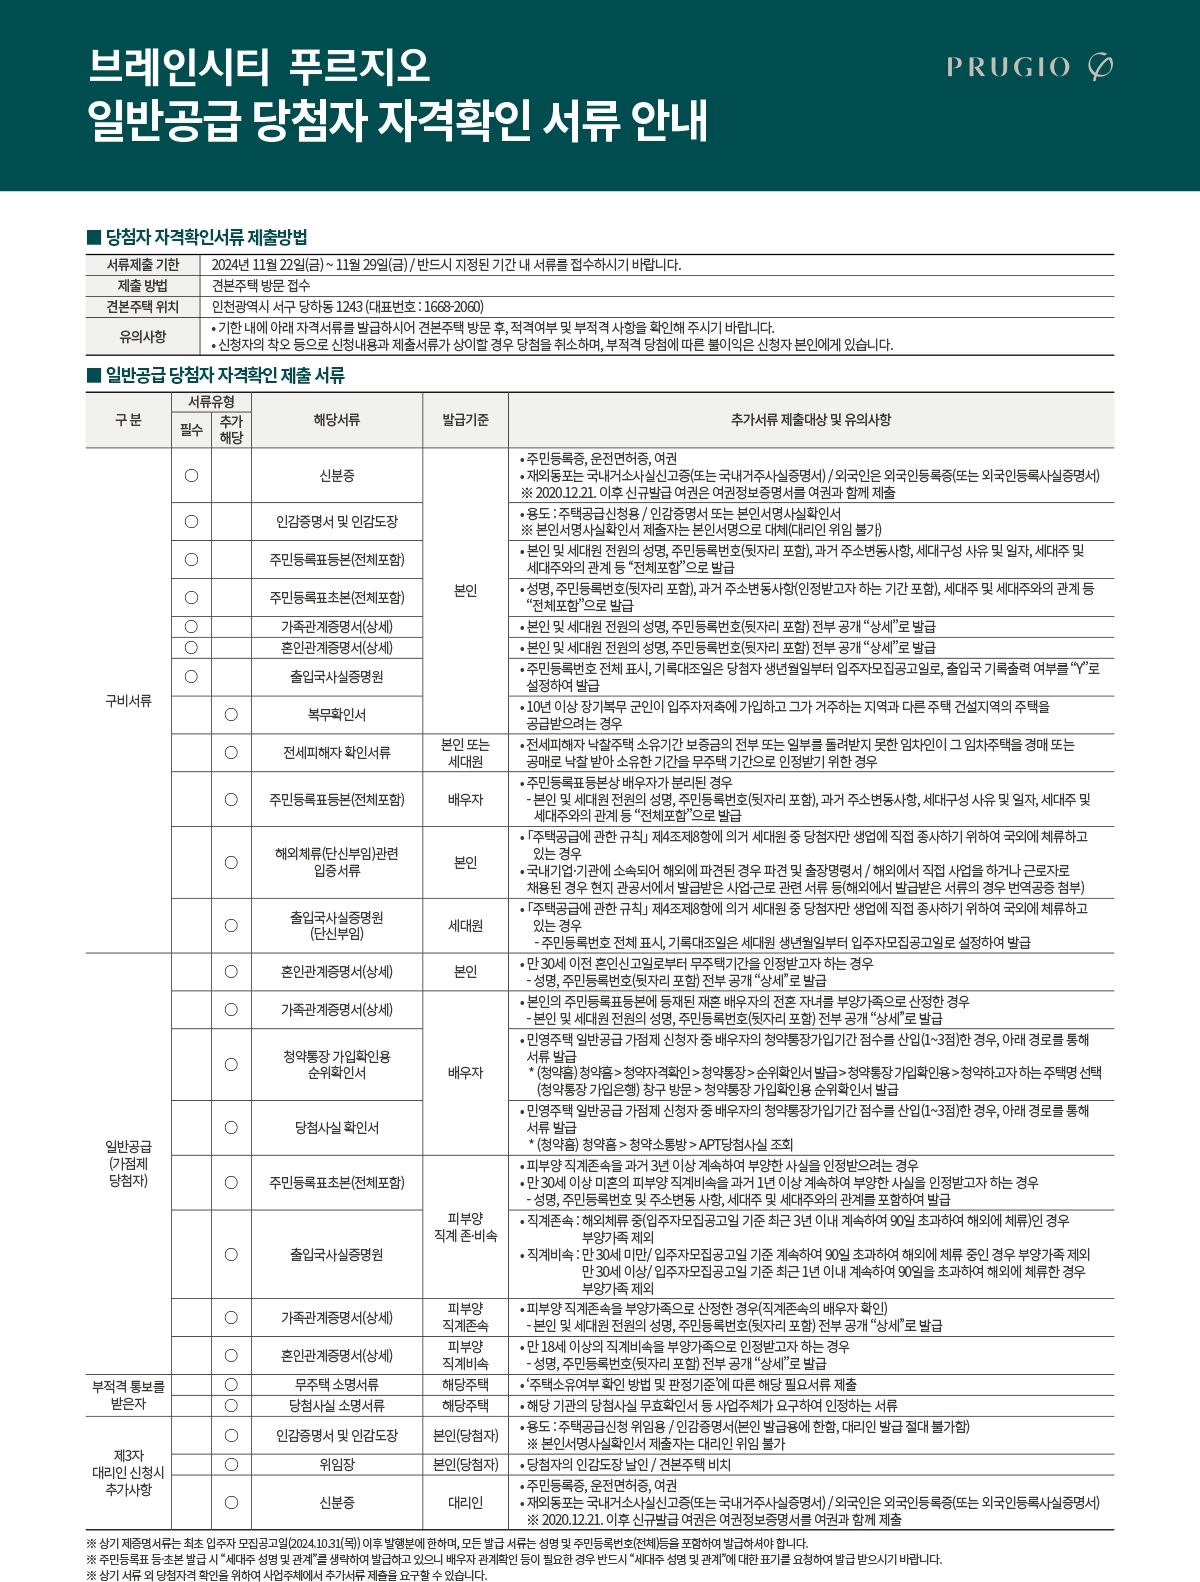 브레인시티 푸르지오
PRUGIO
일반공급 당첨자 자격확인 서류 안내
■ 당첨자 자격확인서류 제출방법
서류제출 기한 2024년 11월 22일(금) ~ 11월 29일(금) / 반드시 지정된 기간 내 서류를 접수하시기 바랍니다.
제출 방법 견본주택 방문 접수
견본주택 위치 인천광역시 서구 당하동 1243 (대표번호 : 1668-2060)
유의사항
• 기한 내에 아래 자격서류를 발급하시어 견본주택 방문 후, 적격여부 및 부적격 사항을 확인해 주시기 바랍니다.
• 신청자의 착오 등으로 신청내용과 제출서류가 상이할 경우 당첨을 취소하며, 부적격 당첨에 따른 불이익은 신청자 본인에게 있습니다.
■ 일반공급 당첨자 자격확인 제출 서류
구 분
서류유형
필수
추가
해당
해당서류
발급기준
추가서류 제출대상 및 유의사항
구비서류
○
신분증
본인
• 주민등록증, 운전면허증, 여권
• 재외동포는 국내거소사실신고증(또는 국내거주사실증명서) / 외국인은 외국인등록증(또는 외국인등록사실증명서)
※ 2020.12.21. 이후 신규발급 여권은 여권정보증명서를 여권과 함께 제출
○
인감증명서 및 인감도장
• 용도 : 주택공급신청용 / 인감증명서 또는 본인서명사실확인서
※ 본인서명사실확인서 제출자는 본인서명으로 대체(대리인 위임 불가)
○
주민등록표등본(전체포함)
• 본인 및 세대원 전원의 성명, 주민등록번호(뒷자리 포함), 과거 주소변동사항, 세대구성 사유 및 일자, 세대주 및
세대주와의 관계 등 “전체포함”으로 발급
○
주민등록표초본(전체포함)
• 성명, 주민등록번호(뒷자리 포함), 과거 주소변동사항(인정받고자 하는 기간 포함), 세대주 및 세대주와의 관계 등
“전체포함”으로 발급
○
가족관계증명서(상세)
• 본인 및 세대원 전원의 성명, 주민등록번호(뒷자리 포함) 전부 공개 “상세”로 발급
○
혼인관계증명서(상세)
• 본인 및 세대원 전원의 성명, 주민등록번호(뒷자리 포함) 전부 공개 “상세”로 발급
○
출입국사실증명원
• 주민등록번호 전체 표시, 기록대조일은 당첨자 생년월일부터 입주자모집공고일로, 출입국 기록출력 여부를 “Y”로
설정하여 발급
○
복무확인서
• 10년 이상 장기복무 군인이 입주자저축에 가입하고 그가 거주하는 지역과 다른 주택 건설지역의 주택을
공급받으려는 경우
○
전세피해자 확인서류
본인 또는
세대원
• 전세피해자 낙찰주택 소유기간 보증금의 전부 또는 일부를 돌려받지 못한 임차인이 그 임차주택을 경매 또는
공매로 낙찰 받아 소유한 기간을 무주택 기간으로 인정받기 위한 경우
○
주민등록표등본(전체포함)
배우자
• 주민등록표등본상 배우자가 분리된 경우
- 본인 및 세대원 전원의 성명, 주민등록번호(뒷자리 포함), 과거 주소변동사항, 세대구성 사유 및 일자, 세대주 및
세대주와의 관계 등 “전체포함”으로 발급
○
해외체류(단신부임)관련
입증서류
본인
• 「주택공급에 관한 규칙」 제4조제8항에 의거 세대원 중 당첨자만 생업에 직접 종사하기 위하여 국외에 체류하고
있는 경우
• 국내기업·기관에 소속되어 해외에 파견된 경우 파견 및 출장명령서 / 해외에서 직접 사업을 하거나 근로자로
채용된 경우 현지 관공서에서 발급받은 사업·근로 관련 서류 등(해외에서 발급받은 서류의 경우 번역공증 첨부)
○
출입국사실증명원
(단신부임)
세대원
• 「주택공급에 관한 규칙」 제4조제8항에 의거 세대원 중 당첨자만 생업에 직접 종사하기 위하여 국외에 체류하고
있는 경우
- 주민등록번호 전체 표시, 기록대조일은 세대원 생년월일부터 입주자모집공고일로 설정하여 발급
일반공급
(가점제
당첨자)
○
혼인관계증명서(상세)
본인
• 만 30세 이전 혼인신고일로부터 무주택기간을 인정받고자 하는 경우
- 성명, 주민등록번호(뒷자리 포함) 전부 공개 “상세”로 발급
○
가족관계증명서(상세)
배우자
• 본인의 주민등록표등본에 등재된 재혼 배우자의 전혼 자녀를 부양가족으로 산정한 경우
- 본인 및 세대원 전원의 성명, 주민등록번호(뒷자리 포함) 전부 공개 “상세”로 발급
○
청약통장 가입확인용
순위확인서
• 민영주택 일반공급 가점제 신청자 중 배우자의 청약통장가입기간 점수를 산입(1~3점)한 경우, 아래 경로를 통해
서류 발급
* (청약홈) 청약홈 > 청약자격확인 > 청약통장 > 순위확인서 발급 > 청약통장 가입확인용 > 청약하고자 하는 주택명 선택
(청약통장 가입은행) 창구 방문 > 청약통장 가입확인용 순위확인서 발급
○
당첨사실 확인서
• 민영주택 일반공급 가점제 신청자 중 배우자의 청약통장가입기간 점수를 산입(1~3점)한 경우, 아래 경로를 통해
서류 발급
* (청약홈) 청약홈 > 청약소통방 > APT당첨사실 조회
○
주민등록표초본(전체포함)
피부양
직계 존·비속
• 피부양 직계존속을 과거 3년 이상 계속하여 부양한 사실을 인정받으려는 경우
• 만 30세 이상 미혼의 피부양 직계비속을 과거 1년 이상 계속하여 부양한 사실을 인정받고자 하는 경우
- 성명, 주민등록번호 및 주소변동 사항, 세대주 및 세대주와의 관계를 포함하여 발급
○
출입국사실증명원
• 직계존속 : 해외체류 중(입주자모집공고일 기준 최근 3년 이내 계속하여 90일 초과하여 해외에 체류)인 경우
부양가족 제외
• 직계비속 : 만 30세 미만/ 입주자모집공고일 기준 계속하여 90일 초과하여 해외에 체류 중인 경우 부양가족 제외
만 30세 이상/ 입주자모집공고일 기준 최근 1년 이내 계속하여 90일을 초과하여 해외에 체류한 경우
부양가족 제외
○
가족관계증명서(상세)
피부양
직계존속
• 피부양 직계존속을 부양가족으로 산정한 경우(직계존속의 배우자 확인)
- 본인 및 세대원 전원의 성명, 주민등록번호(뒷자리 포함) 전부 공개 “상세”로 발급
○
혼인관계증명서(상세)
피부양
직계비속
• 만 18세 이상의 직계비속을 부양가족으로 인정받고자 하는 경우
- 성명, 주민등록번호(뒷자리 포함) 전부 공개 “상세”로 발급
부적격 통보를
받은자
○
무주택 소명서류
해당주택
• ‘주택소유여부 확인 방법 및 판정기준’에 따른 해당 필요서류 제출
○
당첨사실 소명서류
해당주택
• 해당 기관의 당첨사실 무효확인서 등 사업주체가 요구하여 인정하는 서류
제3자
대리인 신청시
추가사항
○
인감증명서 및 인감도장
본인(당첨자)
• 용도 : 주택공급신청 위임용 / 인감증명서(본인 발급용에 한함, 대리인 발급 절대 불가함)
※ 본인서명사실확인서 제출자는 대리인 위임 불가
○
위임장
본인(당첨자)
• 당첨자의 인감도장 날인 / 견본주택 비치
○
신분증
대리인
• 주민등록증, 운전면허증, 여권
• 재외동포는 국내거소사실신고증(또는 국내거주사실증명서) / 외국인은 외국인등록증(또는 외국인등록사실증명서)
※ 2020.12.21. 이후 신규발급 여권은 여권정보증명서를 여권과 함께 제출
※ 상기 제증명서류는 최초 입주자 모집공고일(2024.10.31(목)) 이후 발행분에 한하며, 모든 발급 서류는 성명 및 주민등록번호(전체)등을 포함하여 발급하셔야 합니다.
※ 주민등록표 등·초본 발급 시 “세대주 성명 및 관계”를 생략하여 발급하고 있으니 배우자 관계확인 등이 필요한 경우 반드시 “세대주 성명 및 관계”에 대한 표기를 요청하여 발급 받으시기 바랍니다.
※ 상기 서류 외 당첨자격 확인을 위하여 사업주체에서 추가서류 제출을 요구할 수 있습니다.